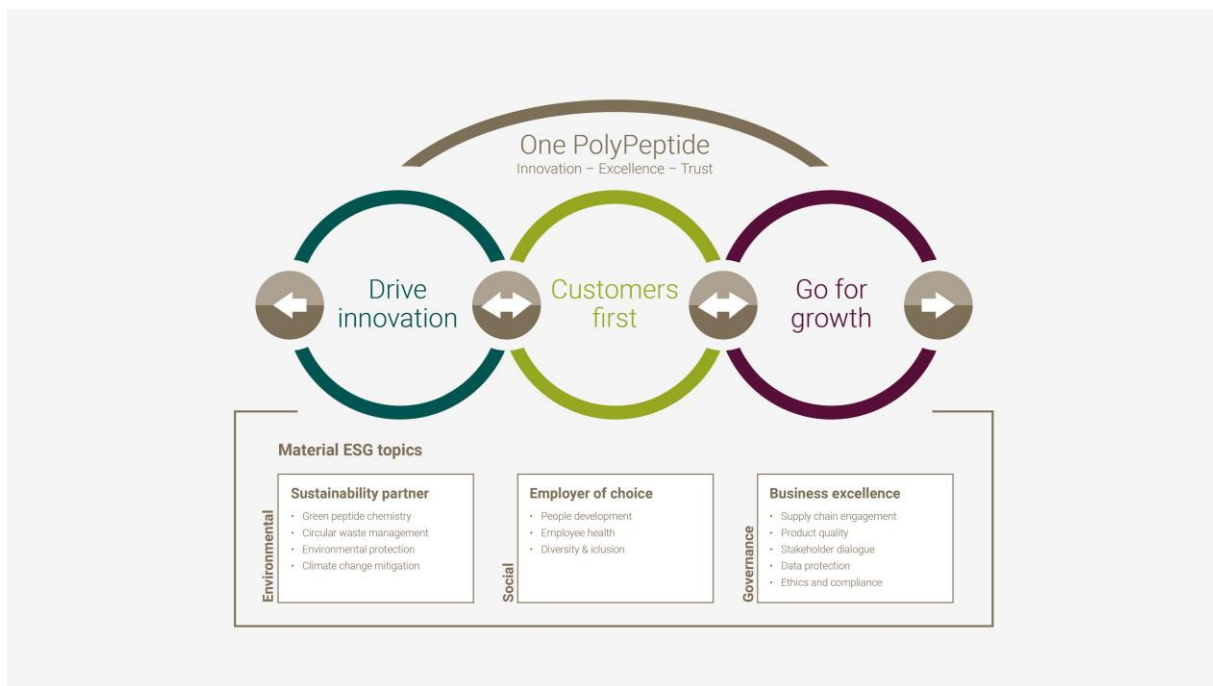 One PolyPeptide
Innovation – Excellence – Trust
Drive
innovation
Customers
first
Go for
growth
Material ESG topics
Environmental
Sustainability partner
• Green peptide chemistry
• Circular waste management
• Environmental protection
• Climate change mitigation
Social
Employer of choice
• People development
• Employee health
• Diversity & iclusion
Governance
Business excellence
• Supply chain engagement
• Product quality
• Stakeholder dialogue
• Data protection
• Ethics and compliance